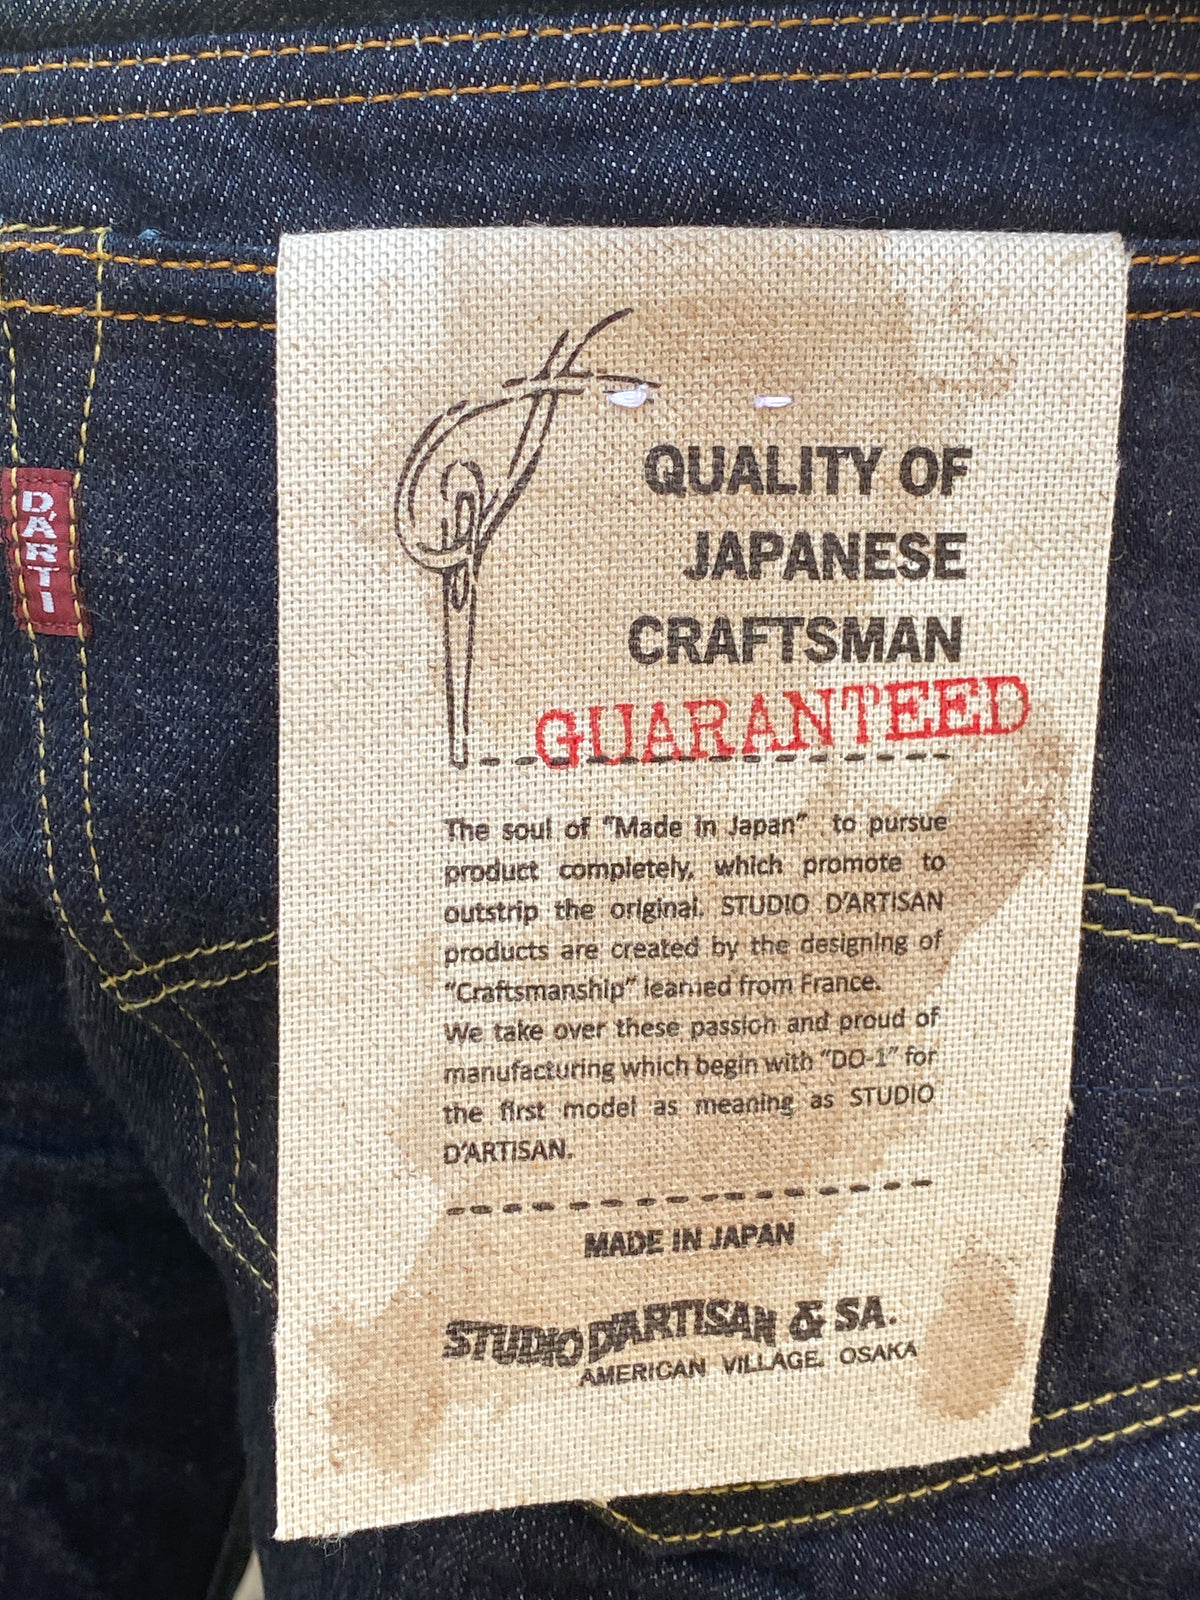 D'ARTI
QUALITY OF
JAPANESE
CRAFTSMAN
GUARANTEED
The soul of "Made in Japan" to pursue
product completely, which promote to
outstrip the original. STUDIO D'ARTISAN
products are created by the designing of
"Craftsmanship" learned from France.
We take over these passion and proud of
manufacturing which begin with "DO-1" for
the first model as meaning as STUDIO
D'ARTISAN.
MADE IN JAPAN
STUDIO D'ARTISAN & SA.
AMERICAN VILLAGE. OSAKA